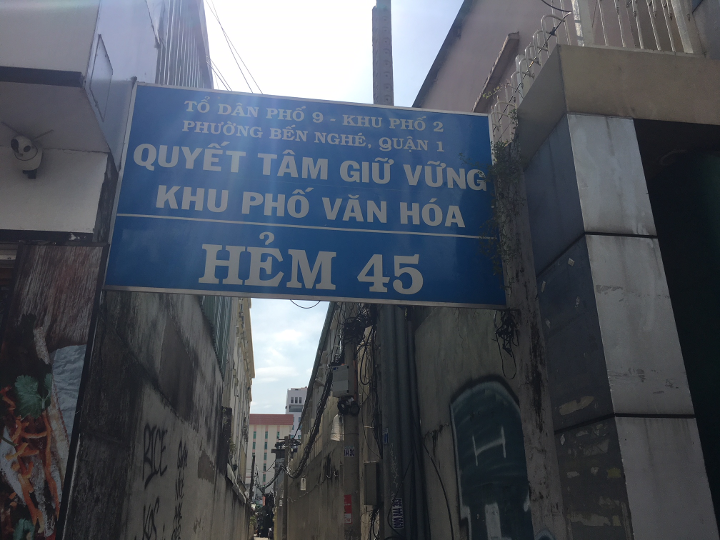 TỔ DÂN PHỐ 9 - KHU PHỐ 2
PHƯỜNG BẾN NGHÉ, QUẬN 1
QUYẾT TÂM GIỮ VỮNG
KHU PHỐ VĂN HÓA
HẺM 45
H